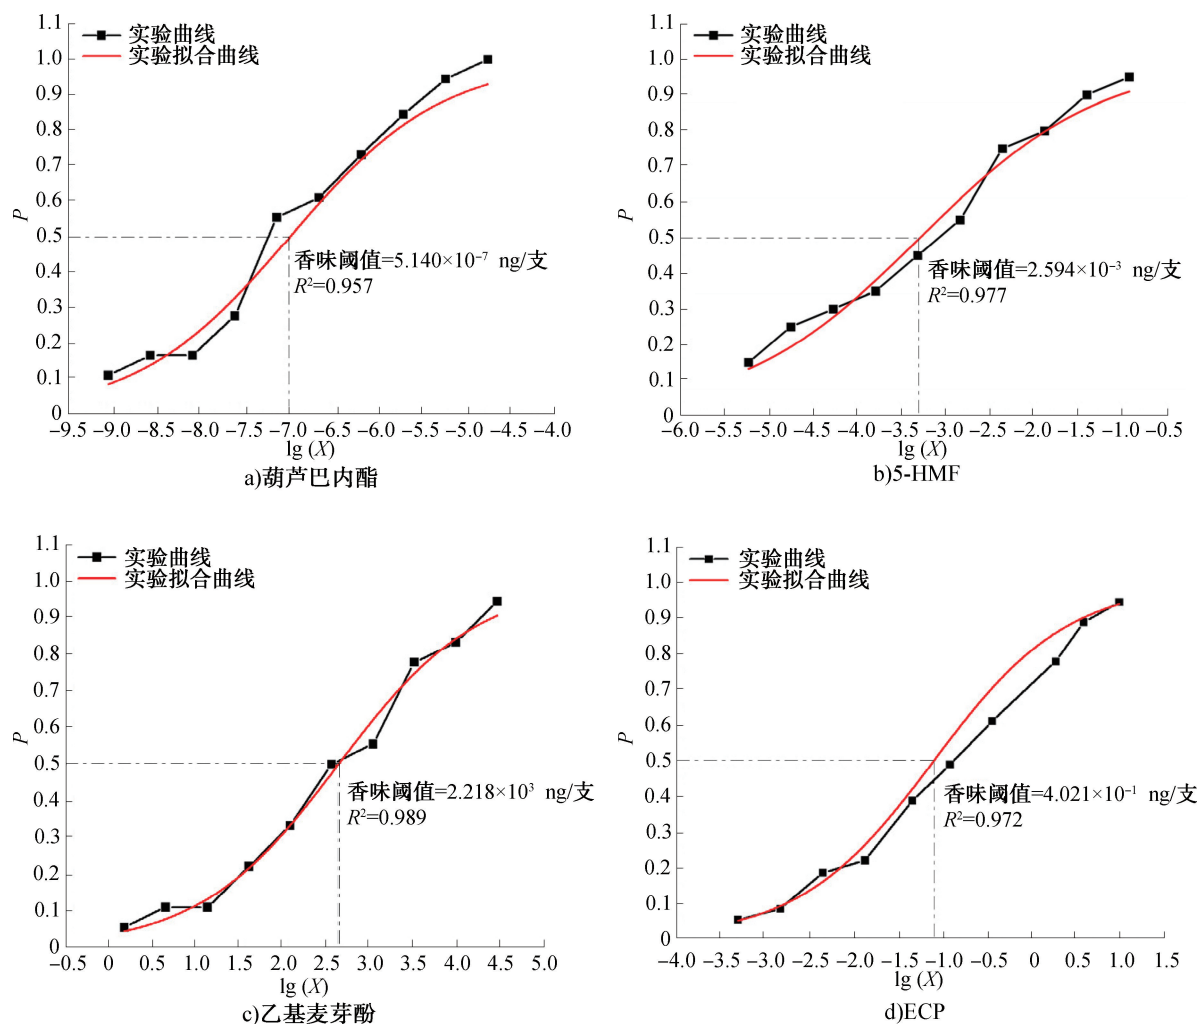 1.1
1.0
0.9
0.8
0.7
0.6
0.5
0.4
0.3
0.2
0.1
0
P
实验曲线
实验拟合曲线
香味阈值=5.140×10⁻⁷ ng/支
R²=0.957
−9.5 −9.0 −8.5 −8.0 −7.5 −7.0 −6.5 −6.0 −5.5 −5.0 −4.5 −4.0
lg (X)
a)葫芦巴内酯
1.1
1.0
0.9
0.8
0.7
0.6
0.5
0.4
0.3
0.2
0.1
0
P
实验曲线
实验拟合曲线
香味阈值=2.594×10⁻³ ng/支
R²=0.977
−6.0 −5.5 −5.0 −4.5 −4.0 −3.5 −3.0 −2.5 −2.0 −1.5 −1.0 −0.5
lg (X)
b)5-HMF
1.1
1.0
0.9
0.8
0.7
0.6
0.5
0.4
0.3
0.2
0.1
0
P
实验曲线
实验拟合曲线
香味阈值=2.218×10³ ng/支
R²=0.989
−0.5 0 0.5 1.0 1.5 2.0 2.5 3.0 3.5 4.0 4.5 5.0
lg (X)
c)乙基麦芽酚
1.1
1.0
0.9
0.8
0.7
0.6
0.5
0.4
0.3
0.2
0.1
0
P
实验曲线
实验拟合曲线
香味阈值=4.021×10⁻¹ ng/支
R²=0.972
−4.0 −3.5 −3.0 −2.5 −2.0 −1.5 −1.0 −0.5 0 0.5 1.0 1.5
lg (X)
d)ECP